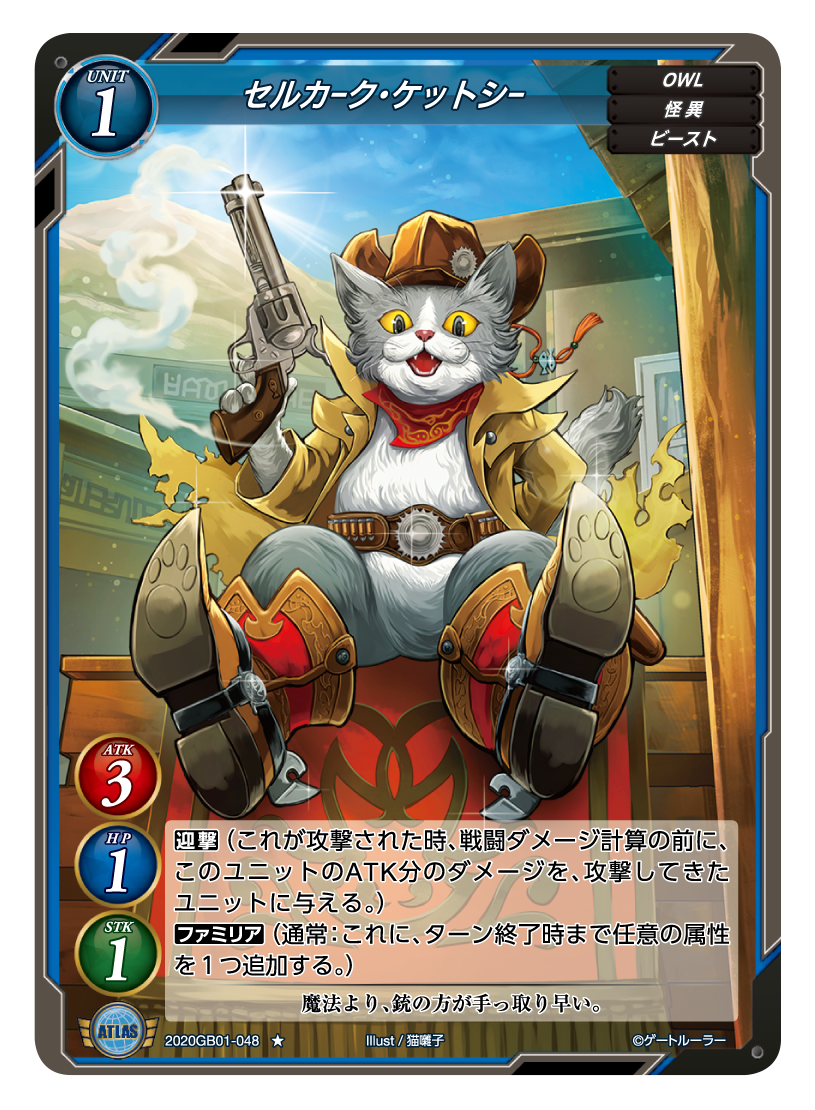 UNIT
1
セルカーク・ケットシー
OWL
怪異
ビースト
ATK
3
HP
1
STK
1
迎撃（これが攻撃された時、戦闘ダメージ計算の前に、
このユニットのATK分のダメージを、攻撃してきた
ユニットに与える。）
ファミリア（通常：これに、ターン終了時まで任意の属性
を１つ追加する。）
魔法より、銃の方が手っ取り早い。
ATLAS
2020GB01-048 ★
Illust / 猫囃子
©ゲートルーラー